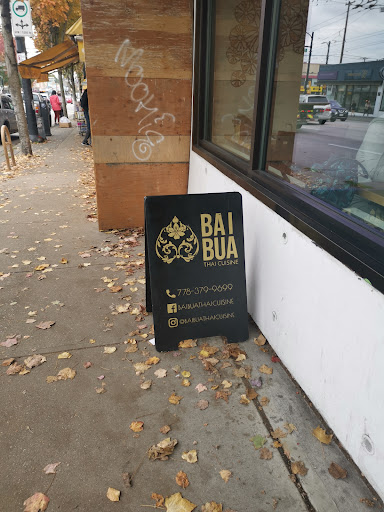 BAI
BUA
THAI CUISINE
778-379-9699
BAIBUATHAICUISINE
@BAIBUATHAICUISINE